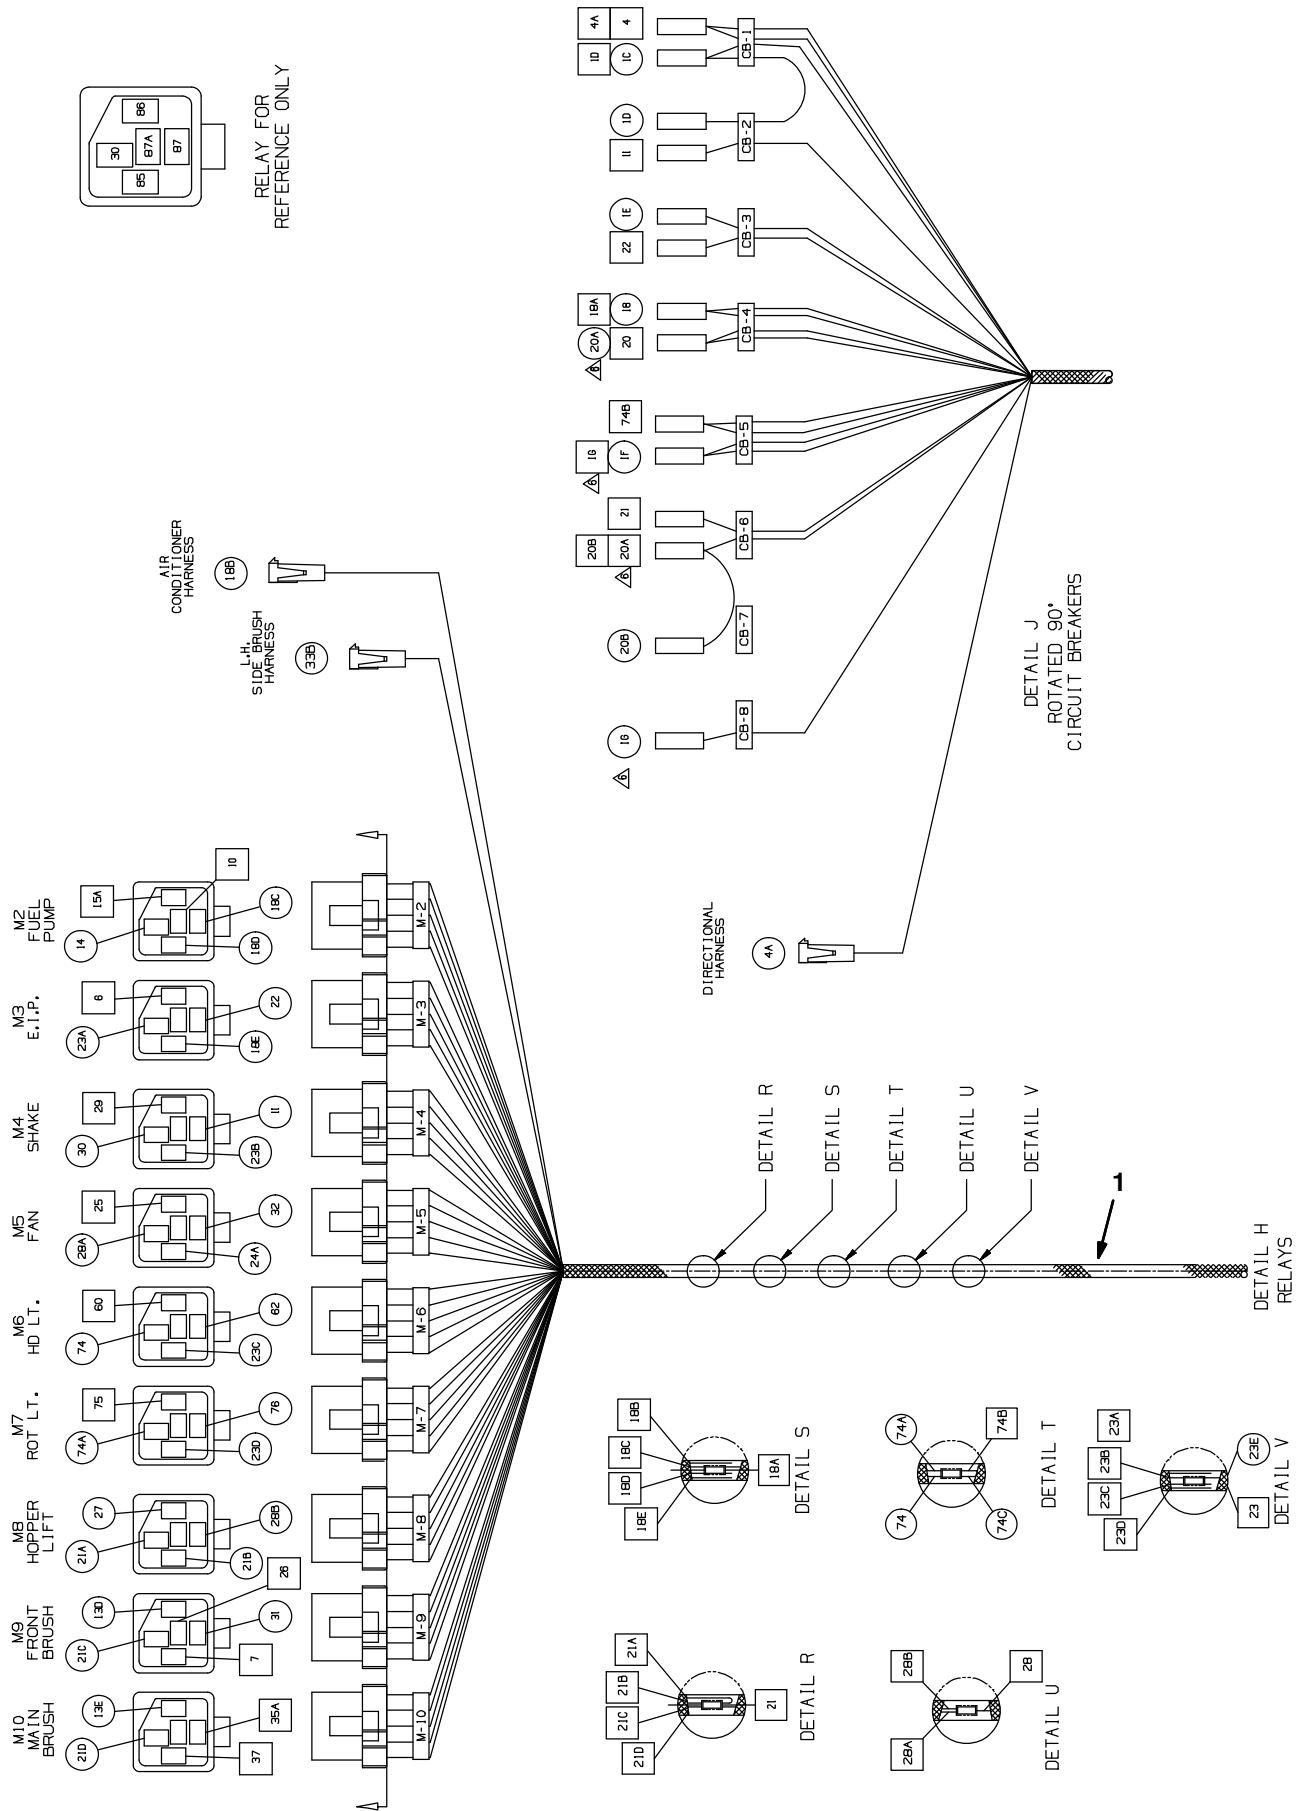 RELAY FOR
REFERENCE ONLY
30
86
87A
87
85
M2
FUEL
PUMP
14
15A
10
18C
18D
M3
E.I.P.
23A
6
22
18E
M4
SHAKE
30
29
11
23B
M5
FAN
28A
25
32
24A
M6
HD LT.
74
60
62
23C
M7
ROT LT.
74A
75
76
23D
M8
HOPPER
LIFT
21A
27
28B
21B
M9
FRONT
BRUSH
21C
13D
26
31
7
M10
MAIN
BRUSH
21D
13E
35A
37
M-2
M-3
M-4
M-5
M-6
M-7
M-8
M-9
M-10
AIR
CONDITIONER
HARNESS
18B
L.H.
SIDE BRUSH
HARNESS
33B
DIRECTIONAL
HARNESS
4A
4A
4
1D
1C
CB-1
1D
11
CB-2
1E
22
CB-3
18A
18
20A
20
6
CB-4
74B
1G
1F
6
CB-5
21
20B
20A
6
CB-6
20B
CB-7
1G
6
CB-8
DETAIL J
ROTATED 90°
CIRCUIT BREAKERS
DETAIL R
DETAIL S
DETAIL T
DETAIL U
DETAIL V
1
DETAIL H
RELAYS
18B
18C
18D
18E
18A
DETAIL S
74A
74B
74
74C
DETAIL T
23A
23B
23C
23D
23E
23
DETAIL V
21A
21B
21C
21D
21
DETAIL R
28B
28
28A
DETAIL U